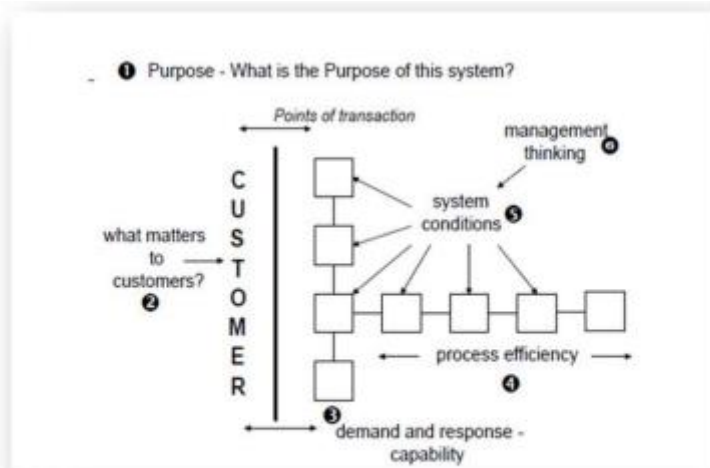 ❶ Purpose - What is the Purpose of this system?
Points of transaction
management
thinking ❻
system
conditions ❺
what matters
to
customers?
❷
C
U
S
T
O
M
E
R
process efficiency
❹
❸
demand and response -
capability